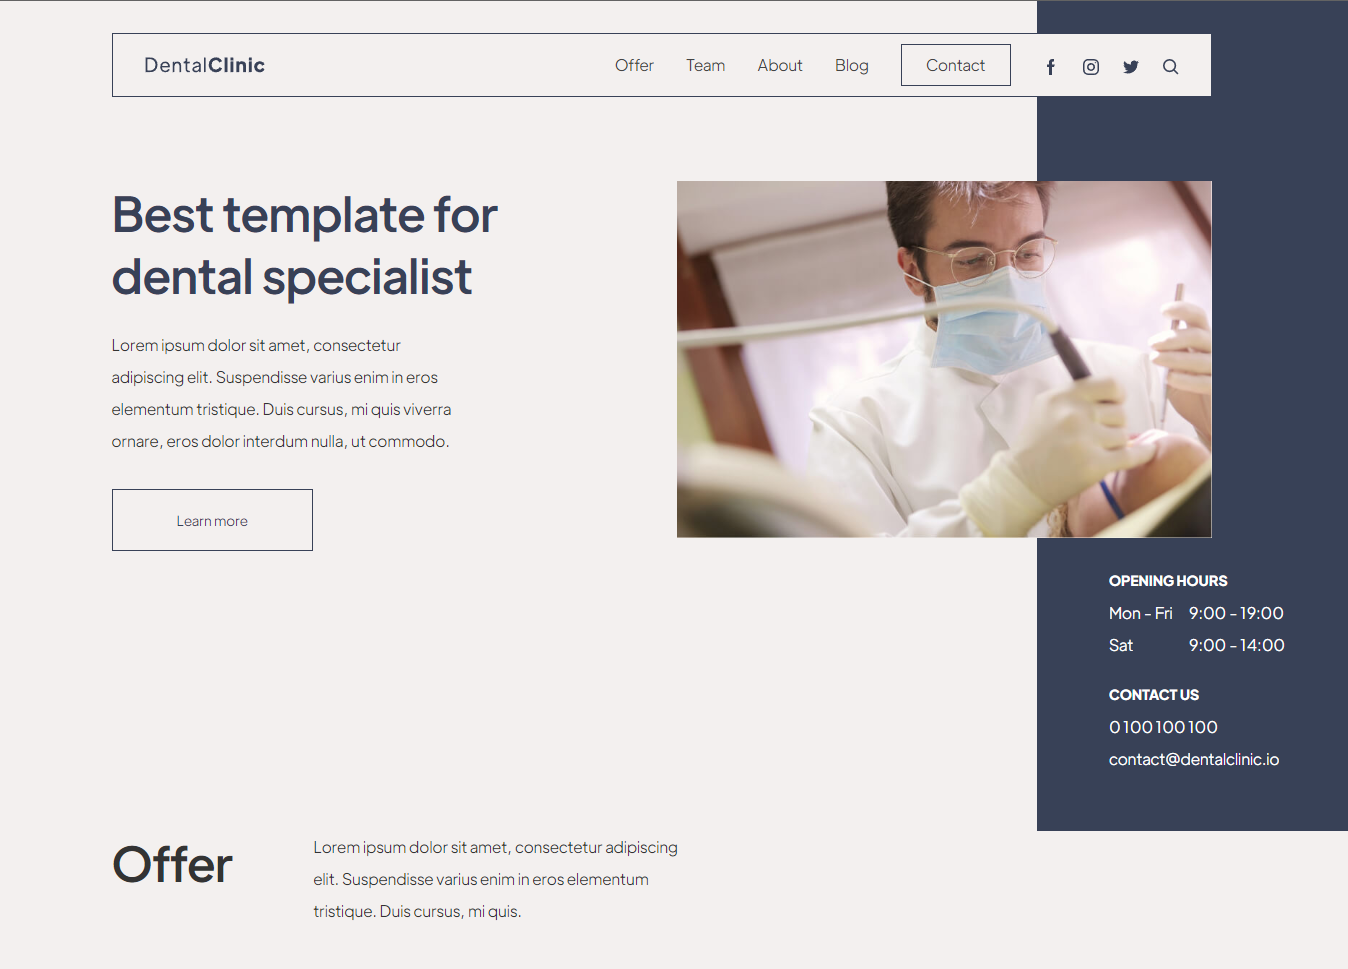 DentalClinic
Offer
Team
About
Blog
Contact
Best template for
dental specialist
Lorem ipsum dolor sit amet, consectetur
adipiscing elit. Suspendisse varius enim in eros
elementum tristique. Duis cursus, mi quis viverra
ornare, eros dolor interdum nulla, ut commodo.
Learn more
OPENING HOURS
Mon - Fri 9:00 - 19:00
Sat 9:00 - 14:00
CONTACT US
0 100 100 100
contact@dentalclinic.io
Offer
Lorem ipsum dolor sit amet, consectetur adipiscing
elit. Suspendisse varius enim in eros elementum
tristique. Duis cursus, mi quis.